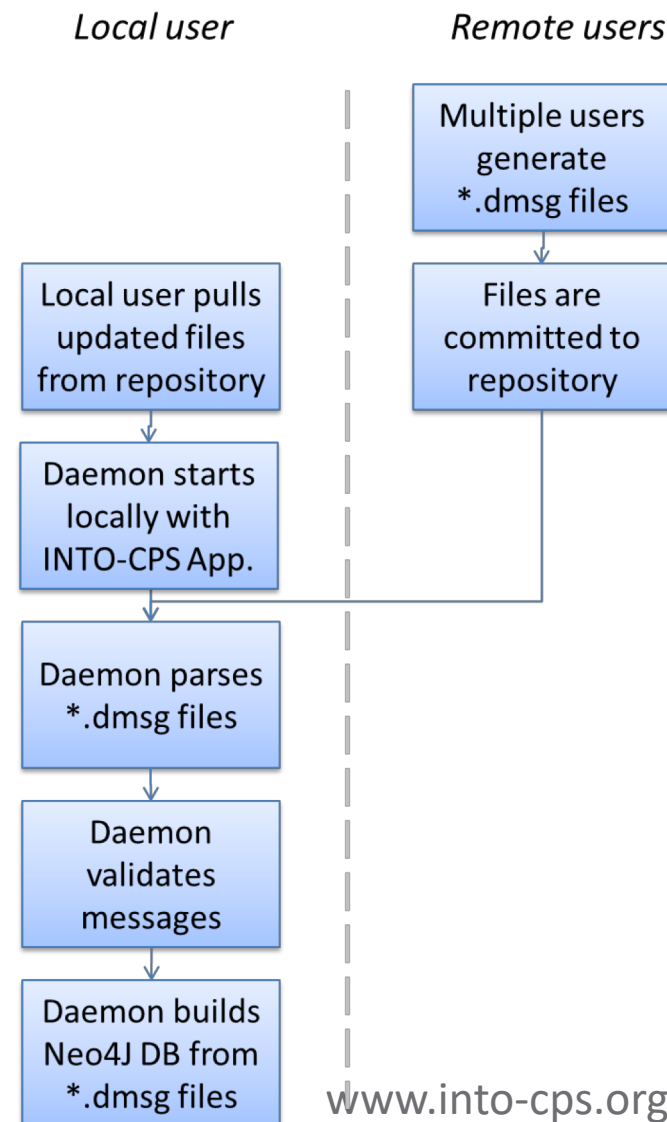 Local user
Remote users
Multiple users
generate
*.dmsg files
Files are
committed to
repository
Local user pulls
updated files
from repository
Daemon starts
locally with
INTO-CPS App.
Daemon parses
*.dmsg files
Daemon
validates
messages
Daemon builds
Neo4J DB from
*.dmsg files
www.into-cps.org